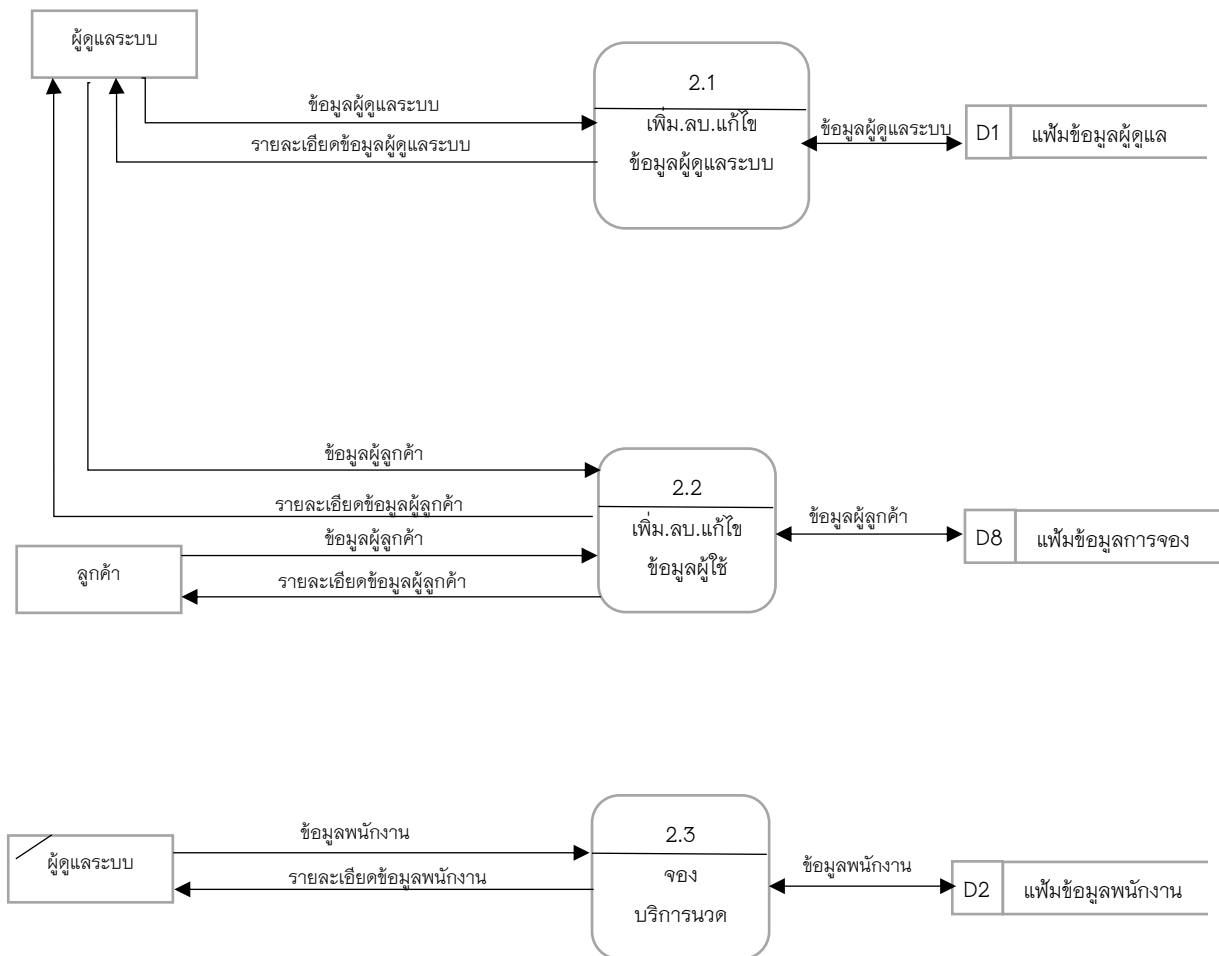 ผู้ดูแลระบบ
2.1
เพิ่ม.ลบ.แก้ไข
ข้อมูลผู้ดูแลระบบ
ข้อมูลผู้ดูแลระบบ
รายละเอียดข้อมูลผู้ดูแลระบบ
ข้อมูลผู้ดูแลระบบ
D1
แฟ้มข้อมูลผู้ดูแล
ข้อมูลผู้ลูกค้า
รายละเอียดข้อมูลผู้ลูกค้า
ข้อมูลผู้ลูกค้า
รายละเอียดข้อมูลผู้ลูกค้า
ลูกค้า
2.2
เพิ่ม.ลบ.แก้ไข
ข้อมูลผู้ใช้
ข้อมูลผู้ลูกค้า
D8
แฟ้มข้อมูลการจอง
ผู้ดูแลระบบ
ข้อมูลพนักงาน
รายละเอียดข้อมูลพนักงาน
2.3
จอง
บริการนวด
ข้อมูลพนักงาน
D2
แฟ้มข้อมูลพนักงาน